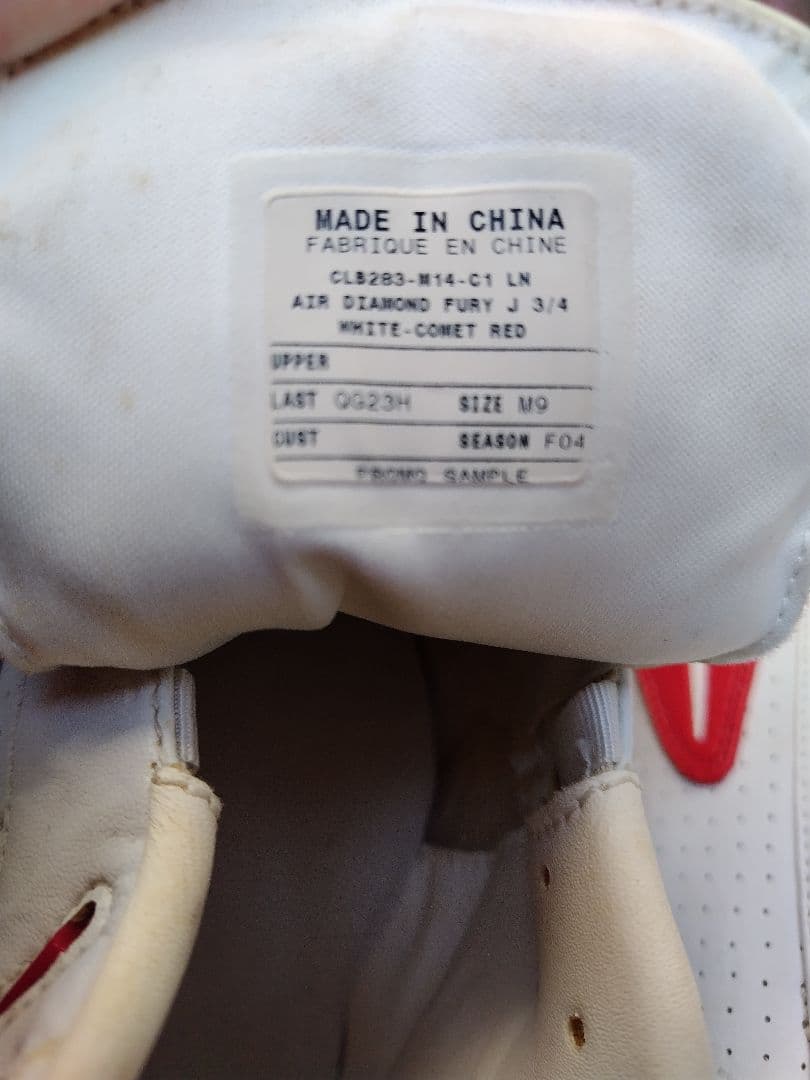 MADE IN CHINA
FABRIQUE EN CHINE
CLB283-M14-C1 LN
AIR DIAMOND FURY J 3/4
WHITE-COMET RED
UPPER
LAST QG23H SIZE M9
CUST SEASON F04
PROMO SAMPLE